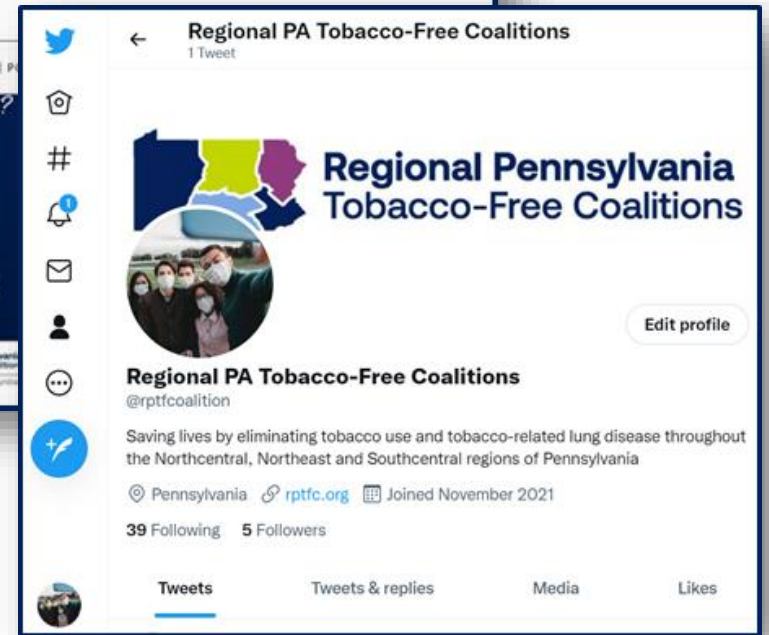 Regional PA Tobacco-Free Coalitions
1 Tweet
Regional Pennsylvania
Tobacco-Free Coalitions
1
Edit profile
Regional PA Tobacco-Free Coalitions
@rptfcoalition
Saving lives by eliminating tobacco use and tobacco-related lung disease throughout
the Northcentral, Northeast and Southcentral regions of Pennsylvania
Pennsylvania rptfc.org Joined November 2021
39 Following 5 Followers
Tweets Tweets & replies Media Likes